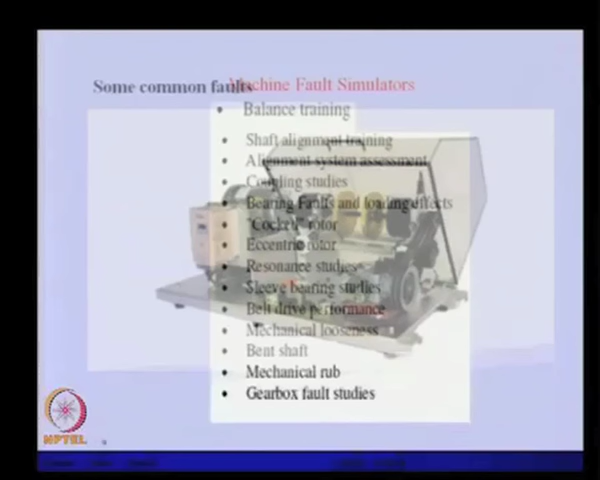 Some common faults
Machine Fault Simulators
• Balance training
• Shaft alignment training
• Alignment system assessment
• Coupling studies
• Bearing Faults and loading effects
• "Cocked" rotor
• Eccentric rotor
• Resonance studies
• Sleeve bearing studies
• Belt drive performance
• Mechanical looseness
• Bent shaft
• Mechanical rub
• Gearbox fault studies
NPTEL